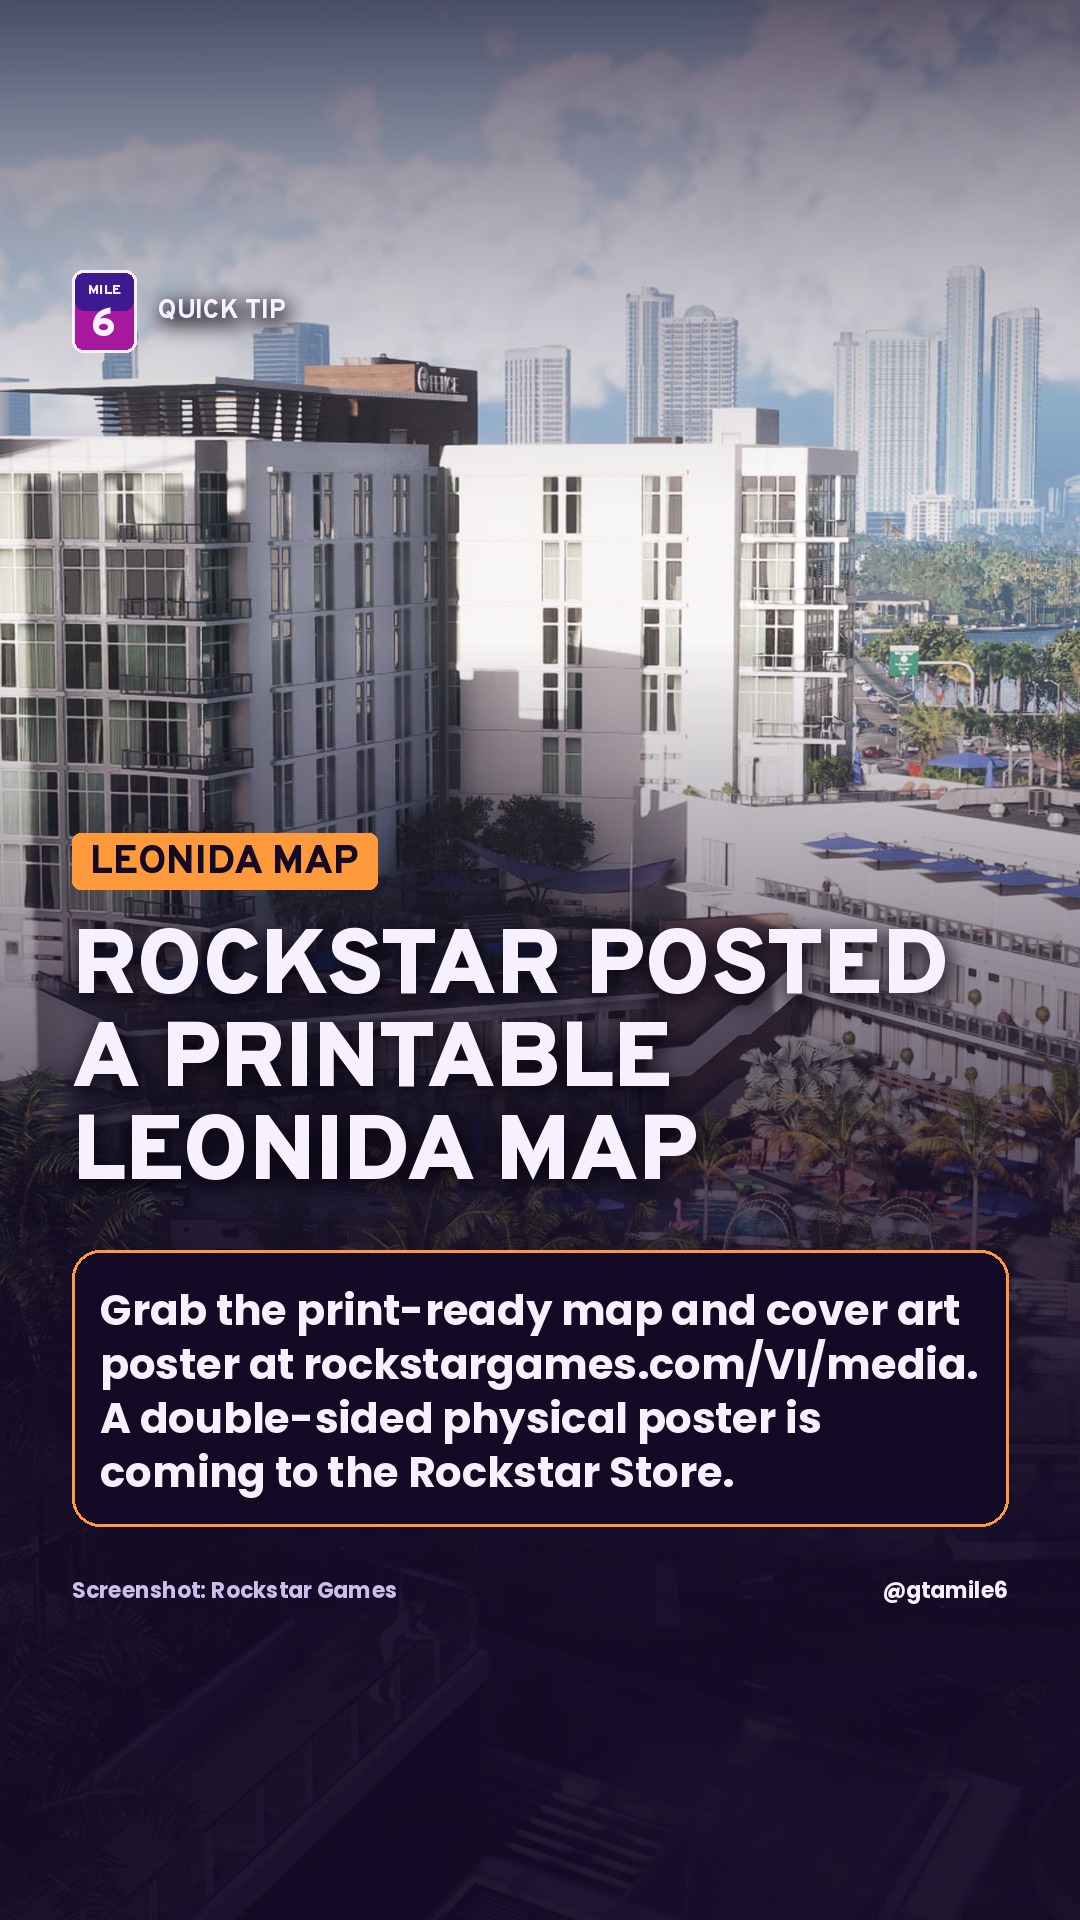 MILE
6
QUICK TIP
LEONIDA MAP
ROCKSTAR POSTED
A PRINTABLE
LEONIDA MAP
Grab the print-ready map and cover art
poster at rockstargames.com/VI/media.
A double-sided physical poster is
coming to the Rockstar Store.
Screenshot: Rockstar Games
@gtamile6